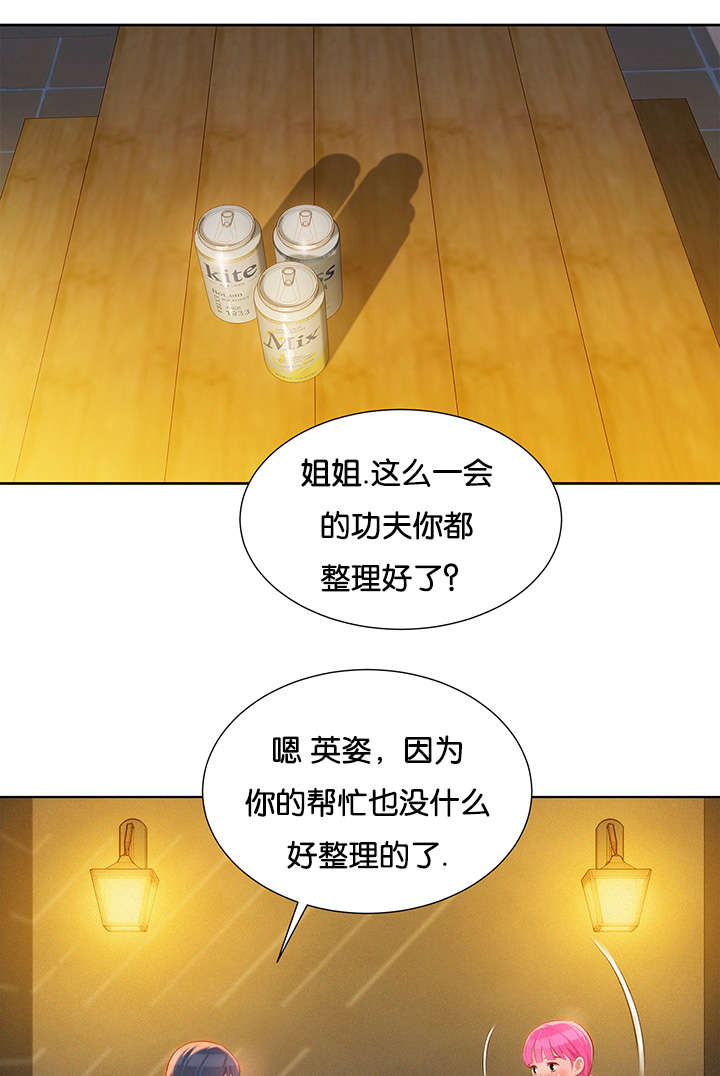 kite
1933
Mix
姐姐.这么一会
的功夫你都
整理好了?
嗯 英姿，因为
你的帮忙也没什么
好整理的了.